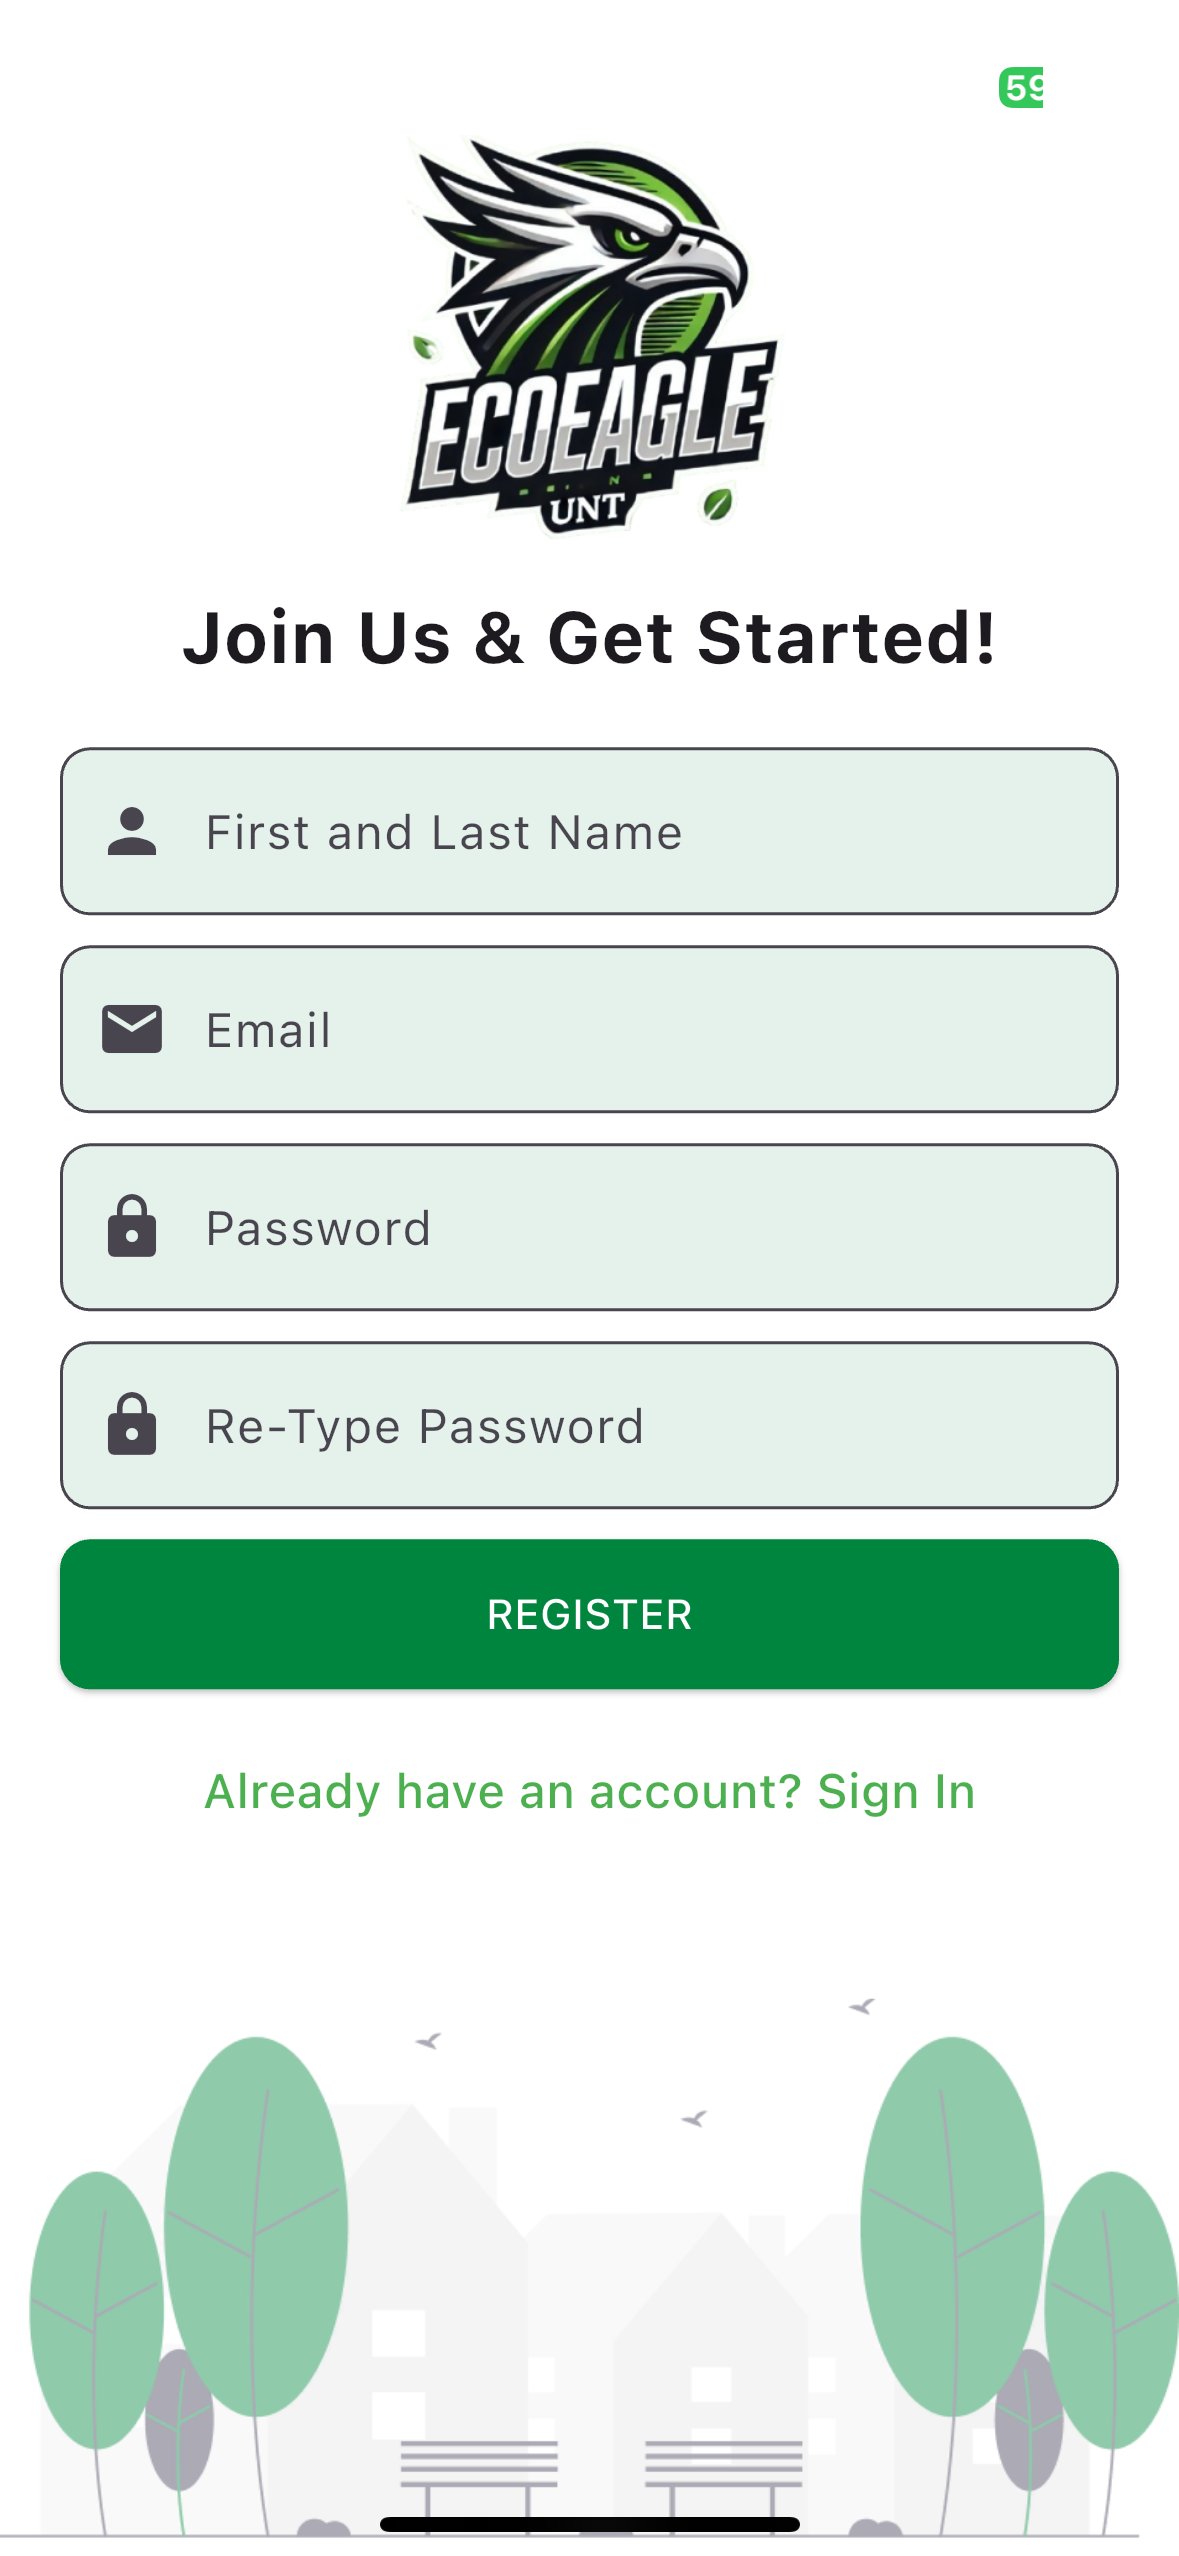 59
ECOEAGLE
UNT
Join Us & Get Started!
First and Last Name
Email
Password
Re-Type Password
REGISTER
Already have an account? Sign In